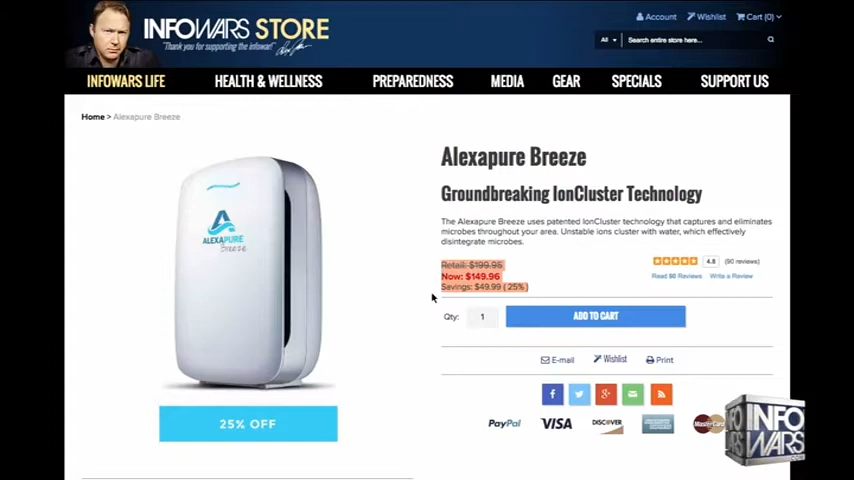 INFOWARS STORE
"Thank you for supporting the infowar!"
Account
Wishlist
Cart (0)
All
Search entire store here...
INFOWARS LIFE
HEALTH & WELLNESS
PREPAREDNESS
MEDIA
GEAR
SPECIALS
SUPPORT US
Home > Alexapure Breeze
Alexapure Breeze
Groundbreaking IonCluster Technology
The Alexapure Breeze uses patented IonCluster technology that captures and eliminates
microbes throughout your area. Unstable ions cluster with water, which effectively
disintegrate microbes.
Retail: $199.95
Now: $149.96
Savings: $49.99 ( 25% )
4.8
(90 reviews)
Read 90 Reviews
Write a Review
Qty:
1
ADD TO CART
E-mail
Wishlist
Print
PayPal
VISA
DISCOVER
MasterCard
ALEXAPURE
Breeze
25% OFF
INFO
WARS
.COM